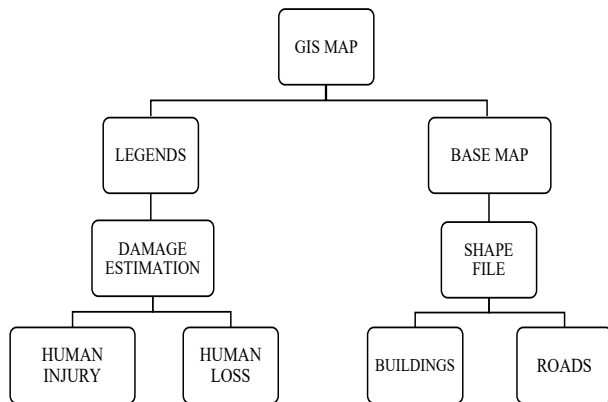 GIS MAP
LEGENDS
BASE MAP
DAMAGE
ESTIMATION
SHAPE
FILE
HUMAN
INJURY
HUMAN
LOSS
BUILDINGS
ROADS